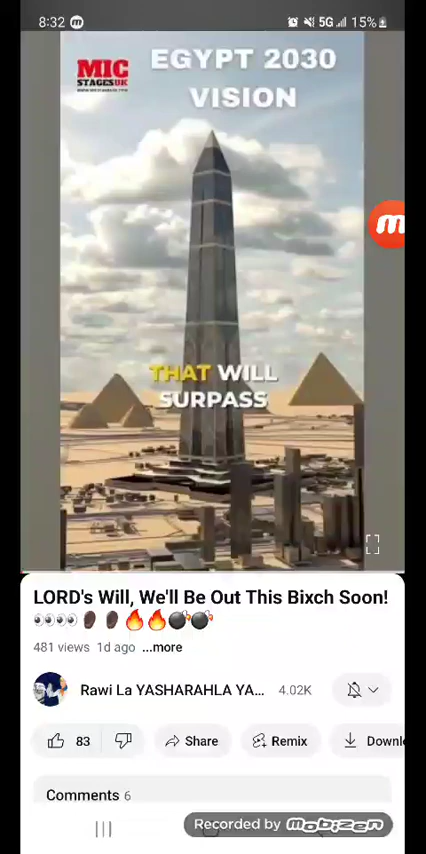 8:32 m 5G 15%
MIC
STAGESUK
EGYPT 2030
VISION
m
THAT WILL
SURPASS
LORD's Will, We'll Be Out This Bixch Soon!
👀👀👂🏿👂🏿🔥🔥💣💣
481 views 1d ago ...more
Rawi La YASHARAHLA YA... 4.02K
83 Share Remix Downlo
Comments 6
Recorded by mobizen